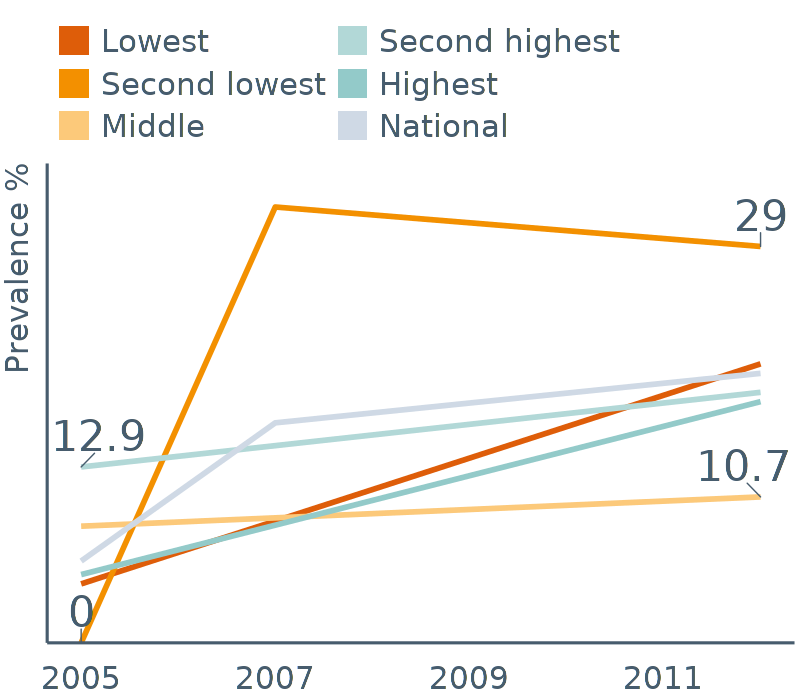 Lowest
Second lowest
Middle
Second highest
Highest
National
Prevalence %
29
12.9
10.7
0
2005 2007 2009 2011